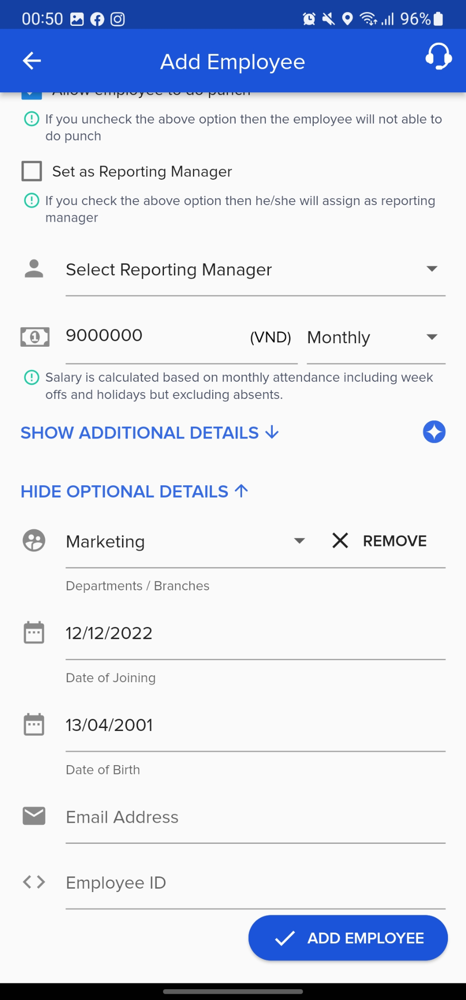 00:50
96%
Add Employee
Allow employee to do punch
If you uncheck the above option then the employee will not able to
do punch
Set as Reporting Manager
If you check the above option then he/she will assign as reporting
manager
Select Reporting Manager
9000000 (VND) Monthly
Salary is calculated based on monthly attendance including week
offs and holidays but excluding absents.
SHOW ADDITIONAL DETAILS
HIDE OPTIONAL DETAILS
Marketing REMOVE
Departments / Branches
12/12/2022
Date of Joining
13/04/2001
Date of Birth
Email Address
Employee ID
ADD EMPLOYEE